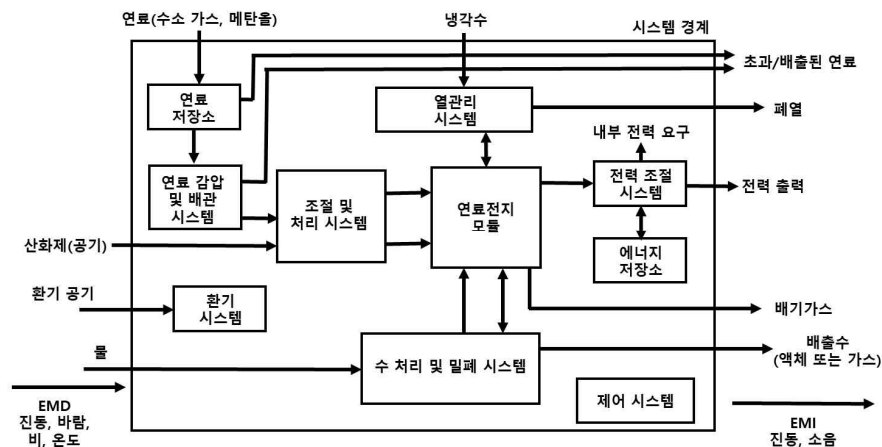 연료(수소 가스, 메탄올)
냉각수
시스템 경계
초과/배출된 연료
연료
저장소
열관리
시스템
폐열
내부 전력 요구
연료 감압
및 배관
시스템
조절 및
처리 시스템
연료전지
모듈
전력 조절
시스템
전력 출력
산화제(공기)
에너지
저장소
환기 공기
환기
시스템
배기가스
물
수 처리 및 밀폐 시스템
배출수
(액체 또는 가스)
EMD
진동, 바람,
비, 온도
제어 시스템
EMI
진동, 소음